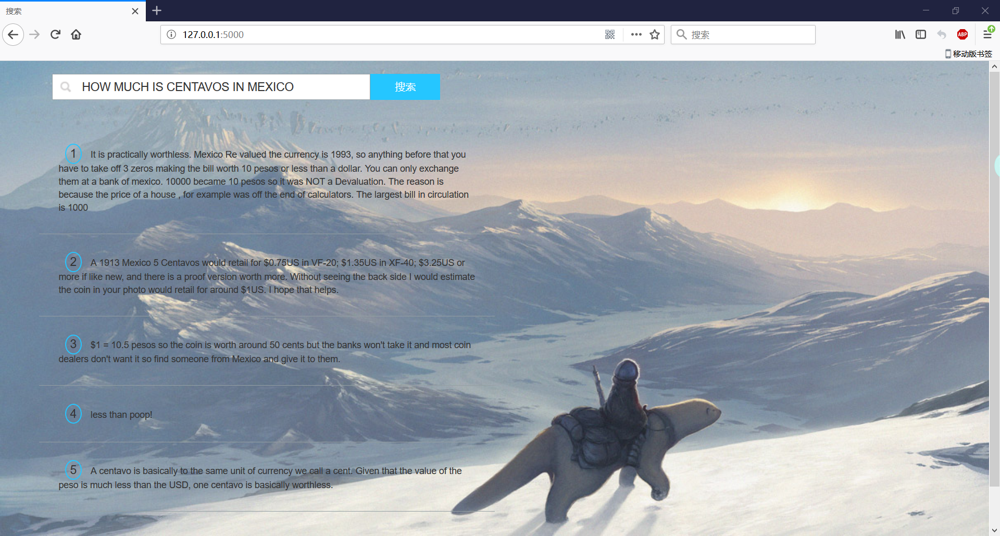 搜索
127.0.0.1:5000
搜索
ABP
移动版书签
HOW MUCH IS CENTAVOS IN MEXICO
搜索
1 It is practically worthless. Mexico Re valued the currency is 1993, so anything before that you
have to take off 3 zeros making the bill worth 10 pesos or less than a dollar. You can only exchange
them at a bank of mexico. 10000 became 10 pesos so it was NOT a Devaluation. The reason is
because the price of a house , for example was off the end of calculators. The largest bill in circulation
is 1000
2 A 1913 Mexico 5 Centavos would retail for $0.75US in VF-20; $1.35US in XF-40; $3.25US or
more if like new, and there is a proof version worth more. Without seeing the back side I would estimate
the coin in your photo would retail for around $1US. I hope that helps.
3 $1 = 10.5 pesos so the coin is worth around 50 cents but the banks won't take it and most coin
dealers don't want it so find someone from Mexico and give it to them.
4 less than poop!
5 A centavo is basically to the same unit of currency we call a cent. Given that the value of the
peso is much less than the USD, one centavo is basically worthless.